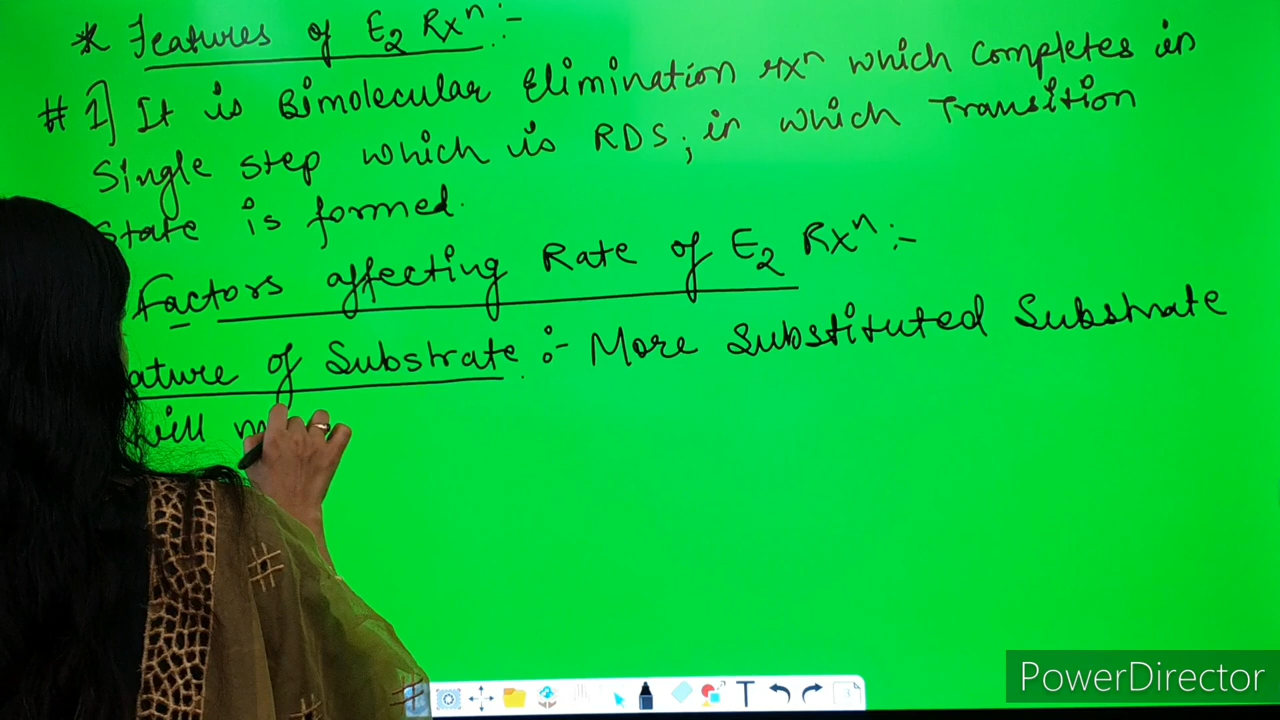 * Features of E₂ Rxⁿ :-
# 1] It is Bimolecular Elimination rxⁿ which completes in
Single step which is RDS ; in which Transition
State is formed.
Factors affecting Rate of E₂ Rxⁿ :-
ature of Substrate :- More Substituted Substrate
will
PowerDirector
T
3